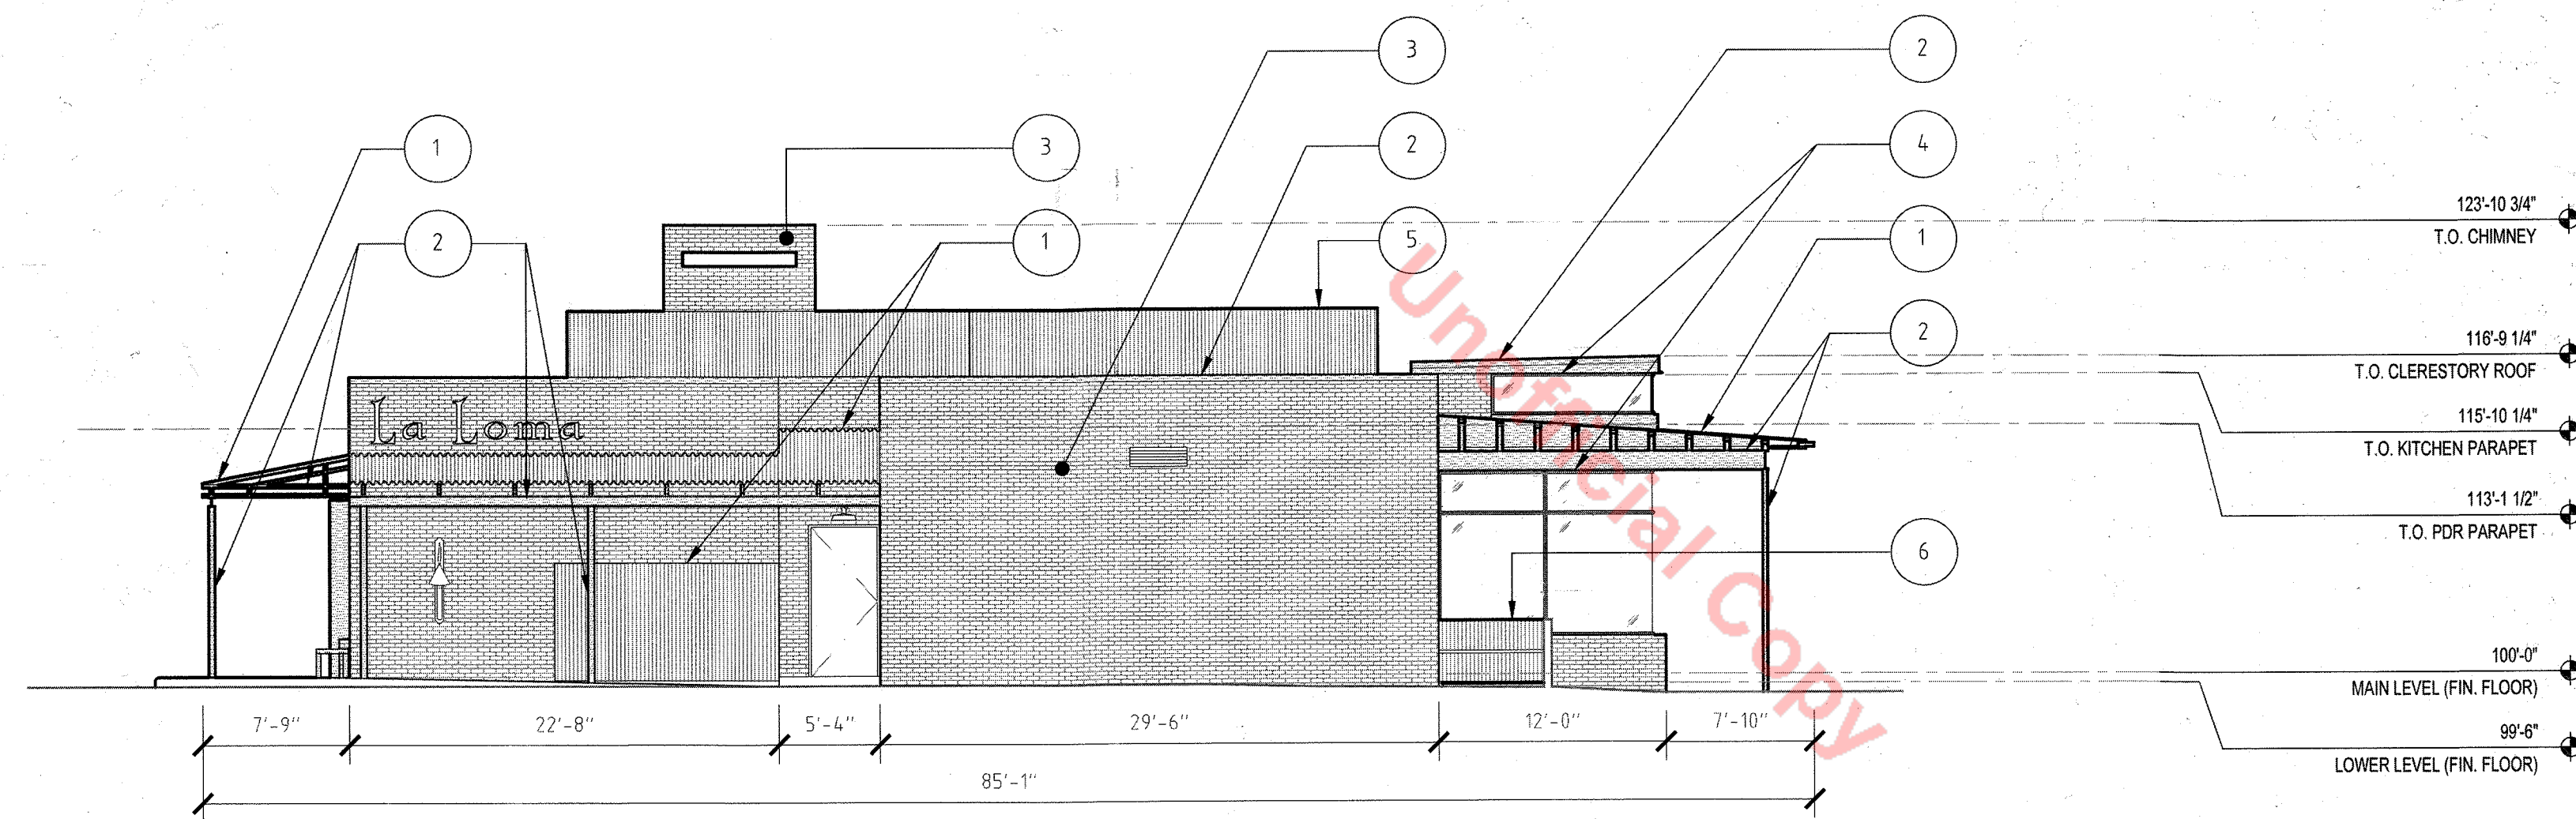 3
2
1
3
2
4
2
1
5
1
2
6
La Loma
123'-10 3/4"
T.O. CHIMNEY
116'-9 1/4"
T.O. CLERESTORY ROOF
115'-10 1/4"
T.O. KITCHEN PARAPET
113'-1 1/2"
T.O. PDR PARAPET
100'-0"
MAIN LEVEL (FIN. FLOOR)
99'-6"
LOWER LEVEL (FIN. FLOOR)
7'-9" 22'-8" 5'-4" 29'-6" 12'-0" 7'-10"
85'-1"
Unofficial Copy